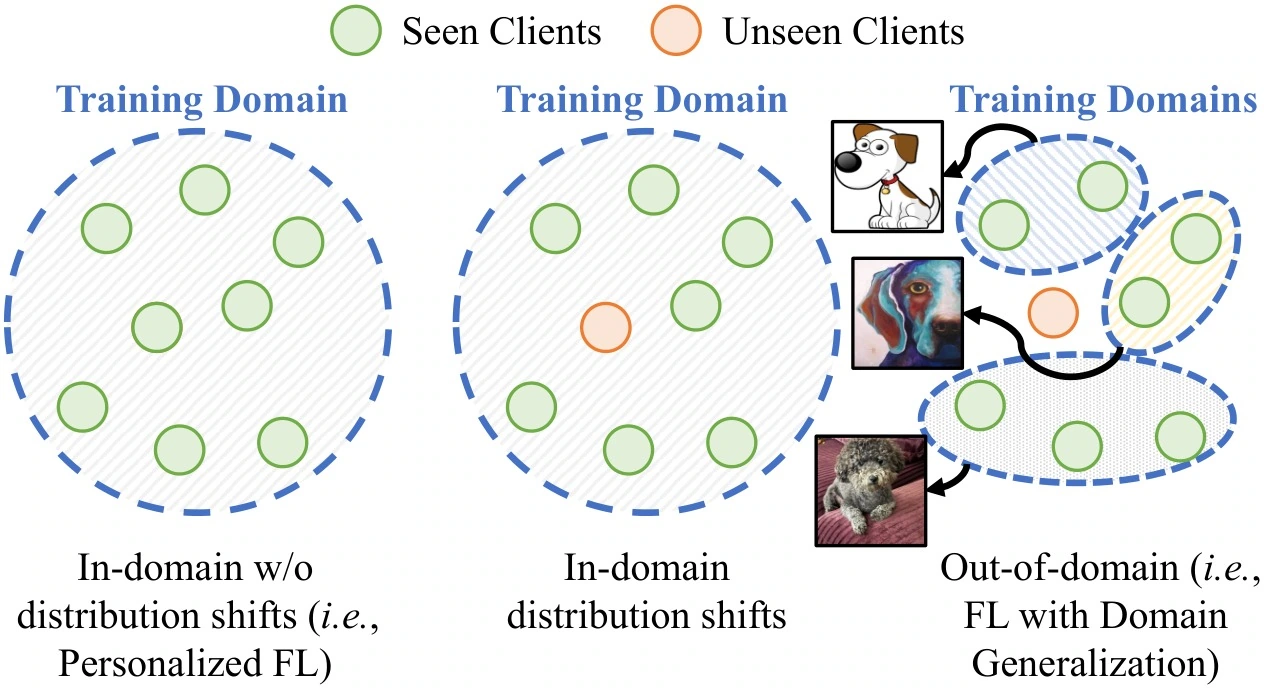 Seen Clients
Unseen Clients
Training Domain
Training Domain
Training Domains
In-domain w/o
distribution shifts (i.e.,
Personalized FL)
In-domain
distribution shifts
Out-of-domain (i.e.,
FL with Domain
Generalization)